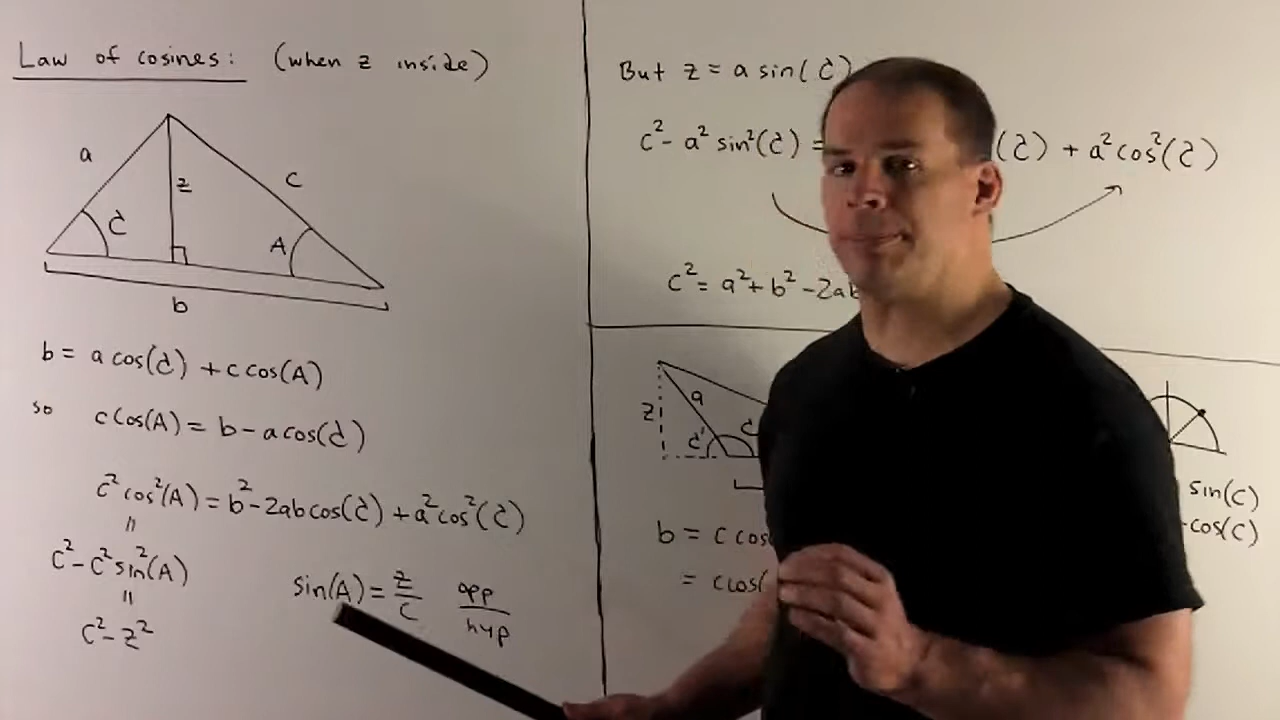 Law of cosines: (when z inside)
a
z
c
C
A
b
b = a cos(C) + c cos(A)
so
c cos(A) = b - a cos(C)
c² cos²(A) = b² - 2ab cos(C) + a² cos²(C)
=
c² - c² sin²(A)
=
c² - z²
sin(A) = z/c opp/hyp
But z = a sin(C)
c² - a² sin²(C) = (C) + a² cos²(C)
c² = a² + b² - 2ab
a
z
C'
C
b = c cos
= c cos(
sin(C)
-cos(C)